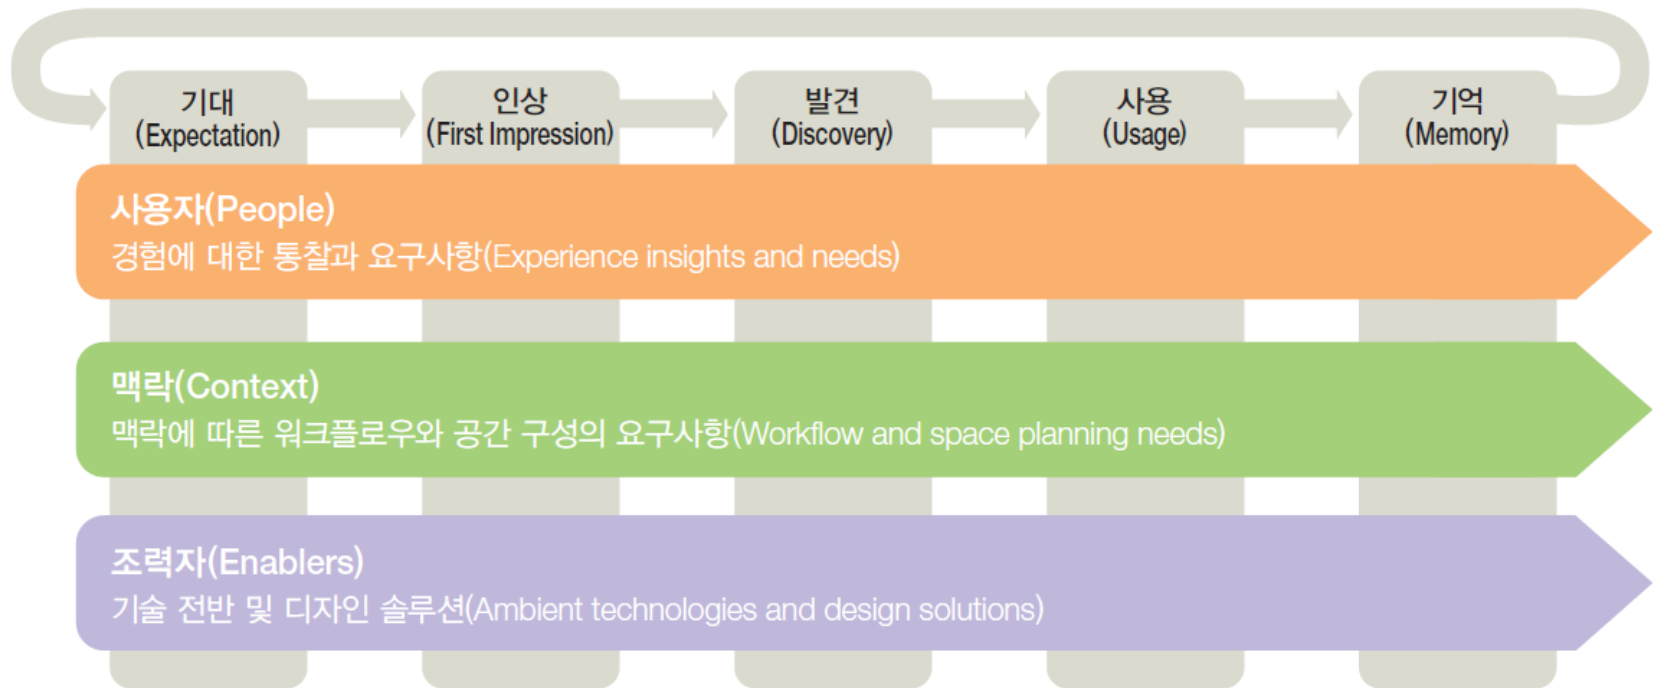 기대
(Expectation)
인상
(First Impression)
발견
(Discovery)
사용
(Usage)
기억
(Memory)
사용자(People)
경험에 대한 통찰과 요구사항(Experience insights and needs)
맥락(Context)
맥락에 따른 워크플로우와 공간 구성의 요구사항(Workflow and space planning needs)
조력자(Enablers)
기술 전반 및 디자인 솔루션(Ambient technologies and design solutions)